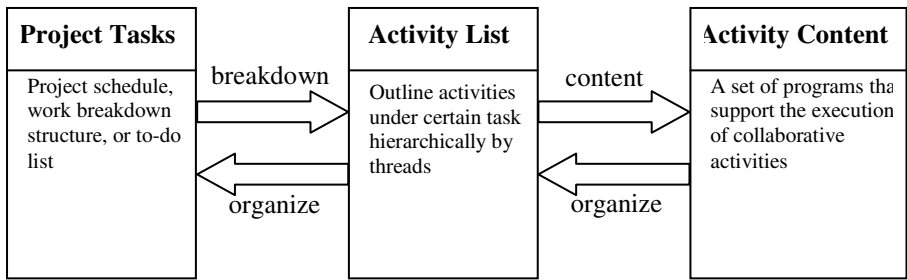 Project Tasks
Project schedule,
work breakdown
structure, or to-do
list
breakdown
organize
Activity List
Outline activities
under certain task
hierarchically by
threads
content
organize
Activity Content
A set of programs tha
support the execution
of collaborative
activities